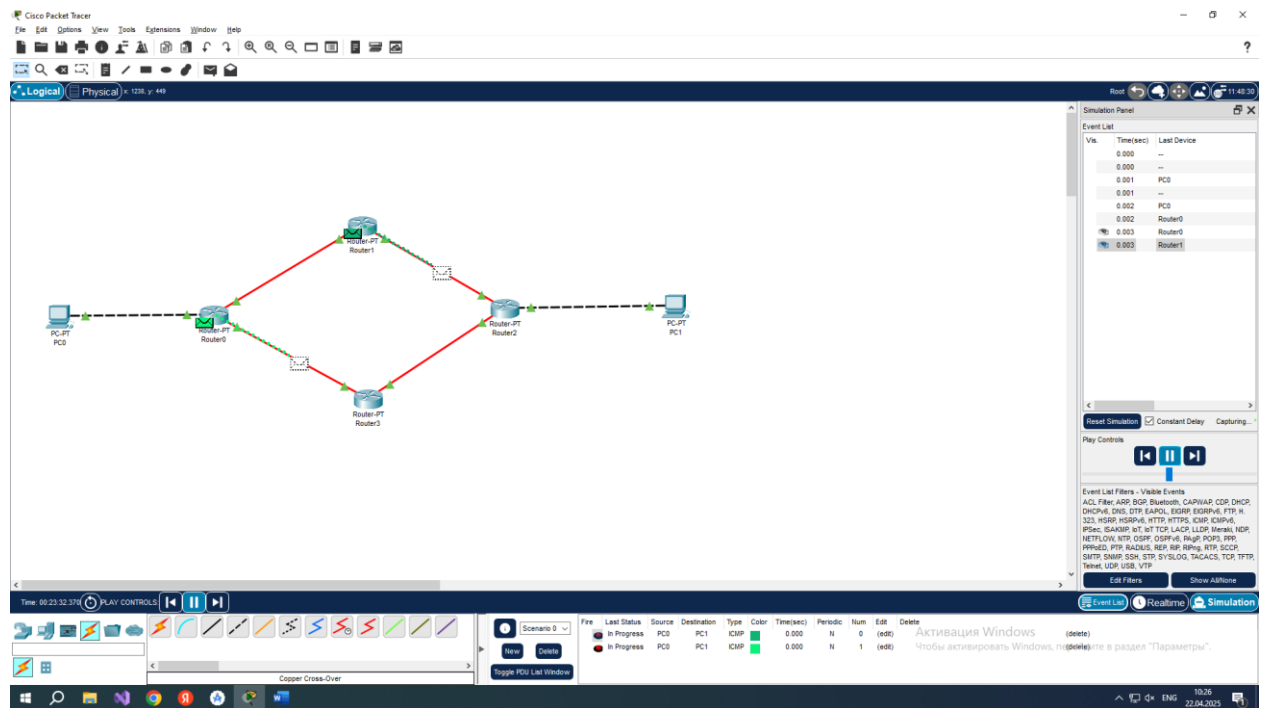 Cisco Packet Tracer
File Edit Options View Tools Extensions Window Help
?
Logical Physical x: 1238, y: 449 Root 11:48:30
Simulation Panel
Event List
Vis. Time(sec) Last Device
0.000 --
0.000 --
0.001 PC0
0.001 --
0.002 PC0
0.002 Router0
0.003 Router0
0.003 Router1
Router-PT
Router1
PC-PT
PC0
Router-PT
Router0
Router-PT
Router2
PC-PT
PC1
Router-PT
Router3
Reset Simulation Constant Delay Capturing...
Play Controls
Event List Filters - Visible Events
ACL Filter, ARP, BGP, Bluetooth, CAPWAP, CDP, DHCP,
DHCPv6, DNS, DTP, EAPOL, EIGRP, EIGRPv6, FTP, H.
323, HSRP, HSRPv6, HTTP, HTTPS, ICMP, ICMPv6,
IPSec, ISAKMP, IoT, IoT TCP, LACP, LLDP, Meraki, NDP,
NETFLOW, NTP, OSPF, OSPFv6, PAgP, POP3, PPP,
PPPoED, PTP, RADIUS, REP, RIP, RIPng, RTP, SCCP,
SMTP, SNMP, SSH, STP, SYSLOG, TACACS, TCP, TFTP,
Telnet, UDP, USB, VTP
Edit Filters Show All/None
Time: 00:23:32.370 PLAY CONTROLS:
Event List Realtime Simulation
Scenario 0
New Delete
Toggle PDU List Window
Fire Last Status Source Destination Type Color Time(sec) Periodic Num Edit Delete
In Progress PC0 PC1 ICMP 0.000 N 0 (edit) (delete)
In Progress PC0 PC1 ICMP 0.000 N 1 (edit) (delete)
Активация Windows
Чтобы активировать Windows, в раздел "Параметры".
Copper Cross-Over
ENG 10:26
22.04.2025